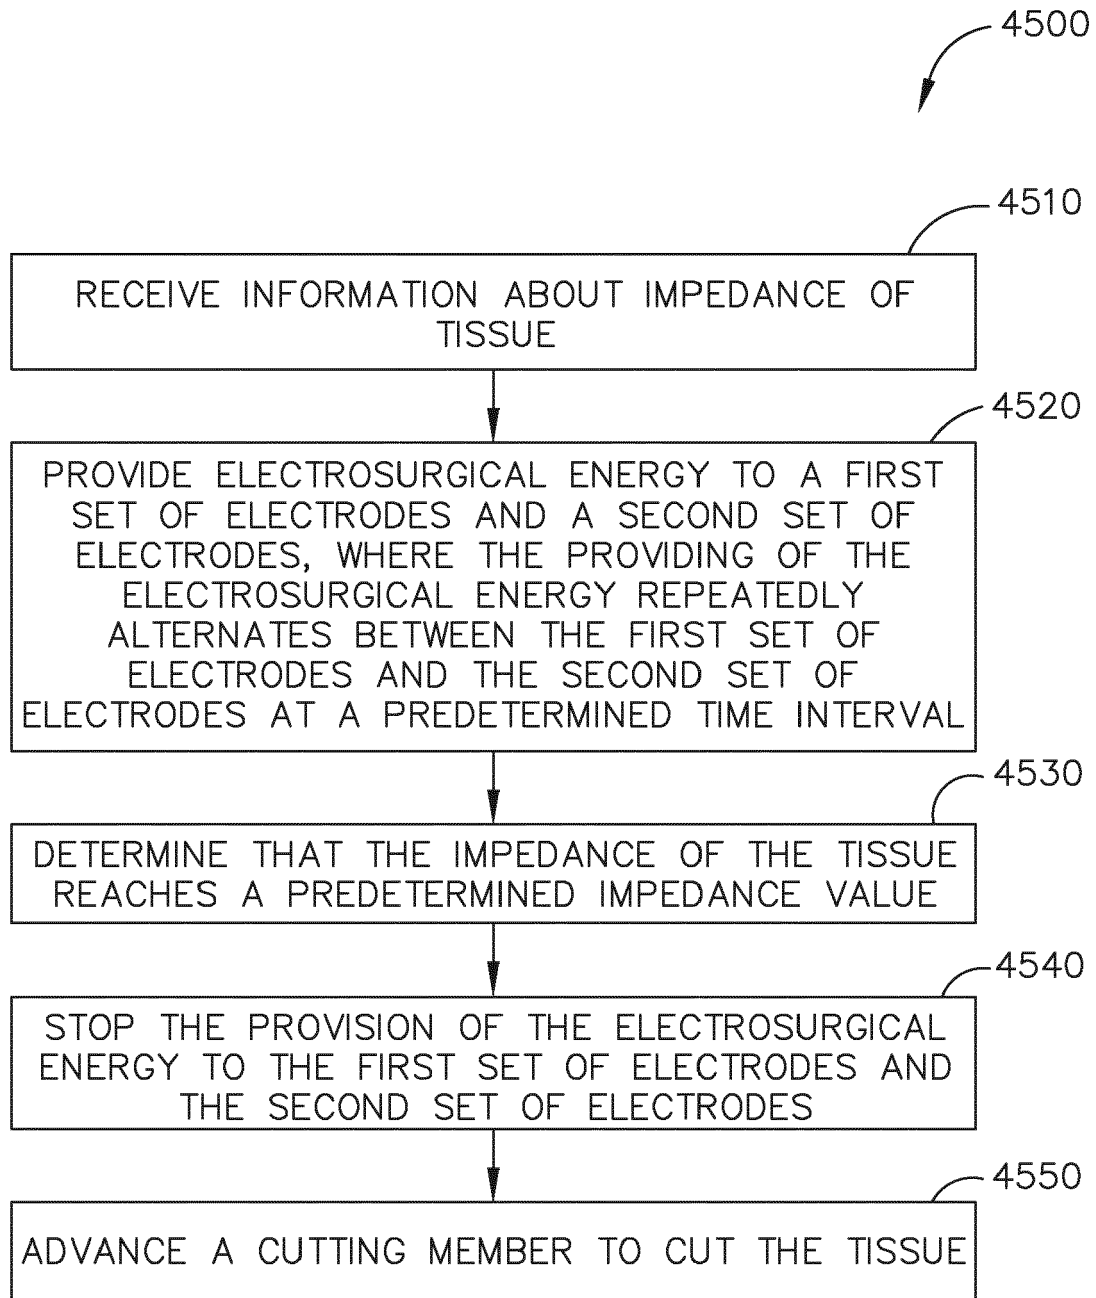 4500
4510
RECEIVE INFORMATION ABOUT IMPEDANCE OF
TISSUE
4520
PROVIDE ELECTROSURGICAL ENERGY TO A FIRST
SET OF ELECTRODES AND A SECOND SET OF
ELECTRODES, WHERE THE PROVIDING OF THE
ELECTROSURGICAL ENERGY REPEATEDLY
ALTERNATES BETWEEN THE FIRST SET OF
ELECTRODES AND THE SECOND SET OF
ELECTRODES AT A PREDETERMINED TIME INTERVAL
4530
DETERMINE THAT THE IMPEDANCE OF THE TISSUE
REACHES A PREDETERMINED IMPEDANCE VALUE
4540
STOP THE PROVISION OF THE ELECTROSURGICAL
ENERGY TO THE FIRST SET OF ELECTRODES AND
THE SECOND SET OF ELECTRODES
4550
ADVANCE A CUTTING MEMBER TO CUT THE TISSUE